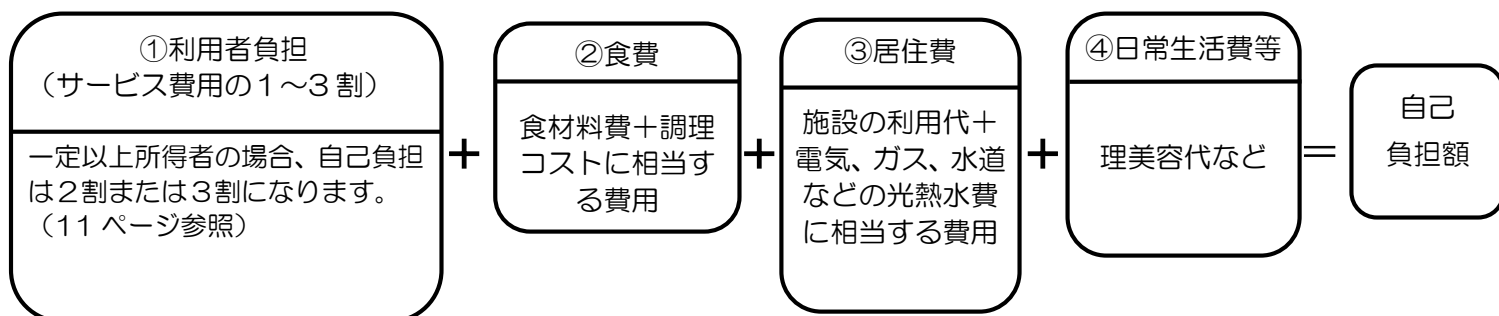 ①利用者負担
（サービス費用の１～３割）
一定以上所得者の場合、自己負担
は２割または３割になります。
（11 ページ参照）
＋
②食費
食材料費＋調理
コストに相当す
る費用
＋
③居住費
施設の利用代＋
電気、ガス、水道
などの光熱水費
に相当する費用
＋
④日常生活費等
理美容代など
＝
自己
負担額